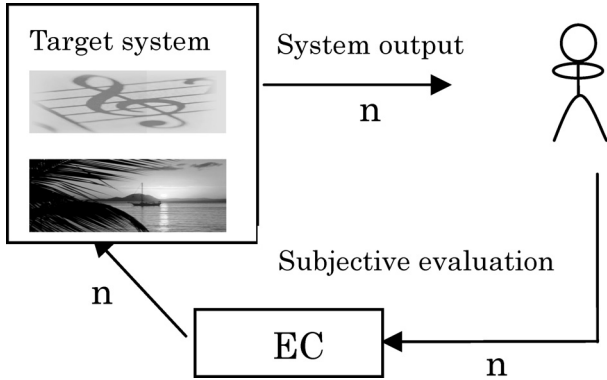 Target system
System output
n
Subjective evaluation
n
EC
n